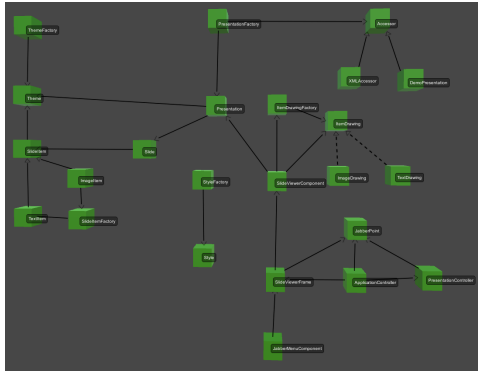 ThemeFactory
PresentationFactory
Accessor
XMLAccessor
DemoPresentation
Theme
Presentation
ItemDrawingFactory
ItemDrawing
SlideItem
Slide
ImageItem
StyleFactory
SlideViewerComponent
ImageDrawing
TextDrawing
TextItem
SlideItemFactory
JabberPoint
Style
SlideViewerFrame
ApplicationController
PresentationController
JabberMenuComponent